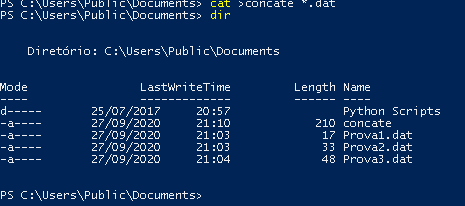 PS C:\Users\Public\Documents> cat >concate *.dat
PS C:\Users\Public\Documents> dir
Diretório: C:\Users\Public\Documents
Mode LastWriteTime Length Name
---- ------------- ------ ----
d----- 25/07/2017 20:57 Python Scripts
-a---- 27/09/2020 21:10 210 concate
-a---- 27/09/2020 21:03 17 Prova1.dat
-a---- 27/09/2020 21:03 33 Prova2.dat
-a---- 27/09/2020 21:04 48 Prova3.dat
PS C:\Users\Public\Documents>